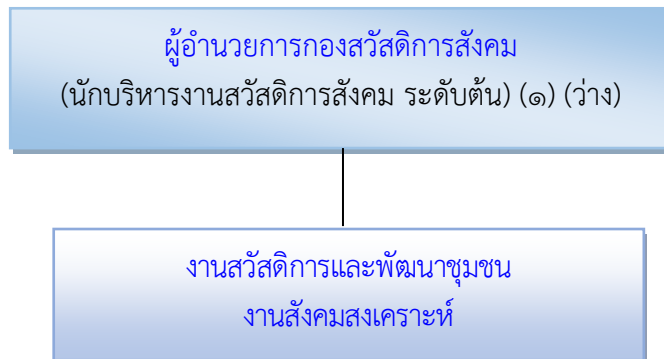 ผู้อำนวยการกองสวัสดิการสังคม
(นักบริหารงานสวัสดิการสังคม ระดับต้น) (๑) (ว่าง)
งานสวัสดิการและพัฒนาชุมชน
งานสังคมสงเคราะห์